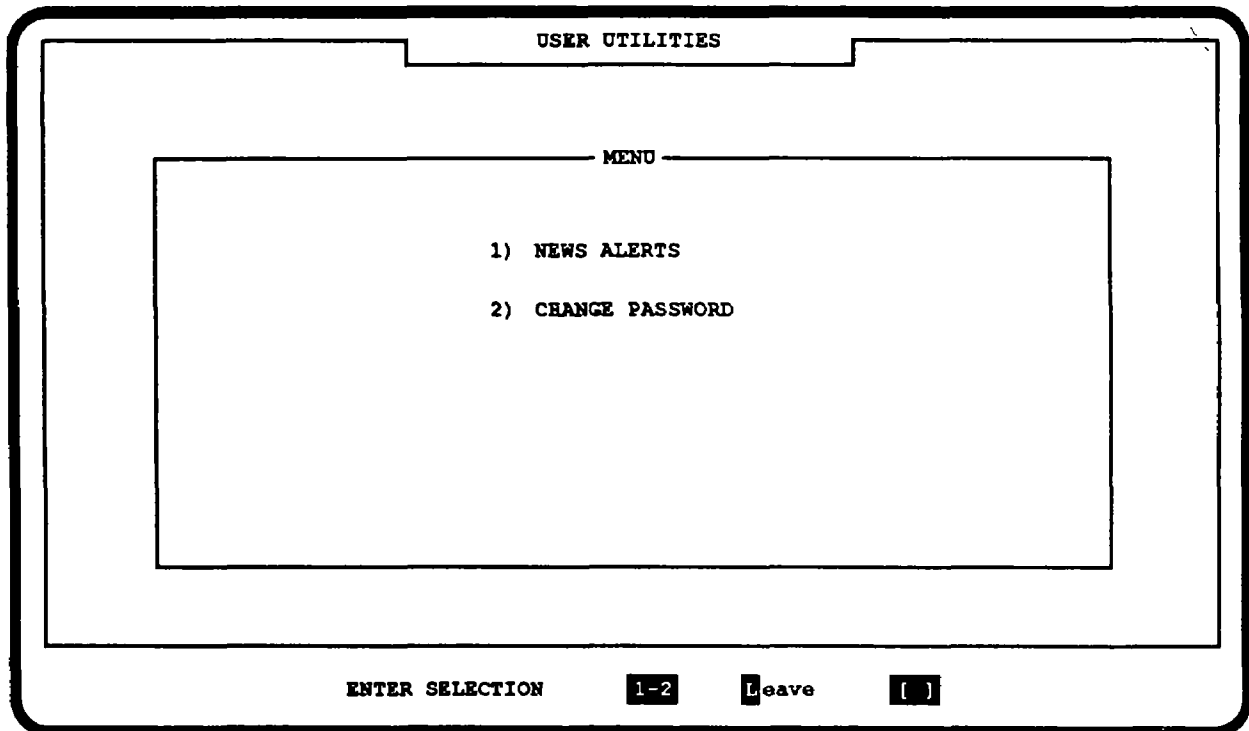 USER UTILITIES
MENU
1) NEWS ALERTS
2) CHANGE PASSWORD
ENTER SELECTION 1-2 Leave [ ]